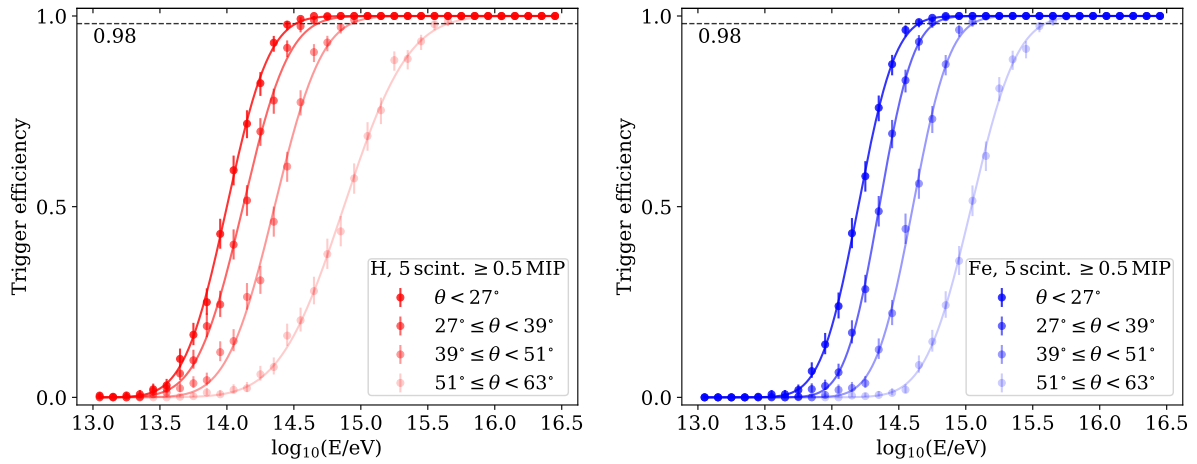 1.0
0.98
0.5
0.0
Trigger efficiency
H, 5 scint. ≥ 0.5 MIP
θ < 27°
27° ≤ θ < 39°
39° ≤ θ < 51°
51° ≤ θ < 63°
13.0 13.5 14.0 14.5 15.0 15.5 16.0 16.5
log₁₀(E/eV)
1.0
0.98
0.5
0.0
Trigger efficiency
Fe, 5 scint. ≥ 0.5 MIP
θ < 27°
27° ≤ θ < 39°
39° ≤ θ < 51°
51° ≤ θ < 63°
13.0 13.5 14.0 14.5 15.0 15.5 16.0 16.5
log₁₀(E/eV)